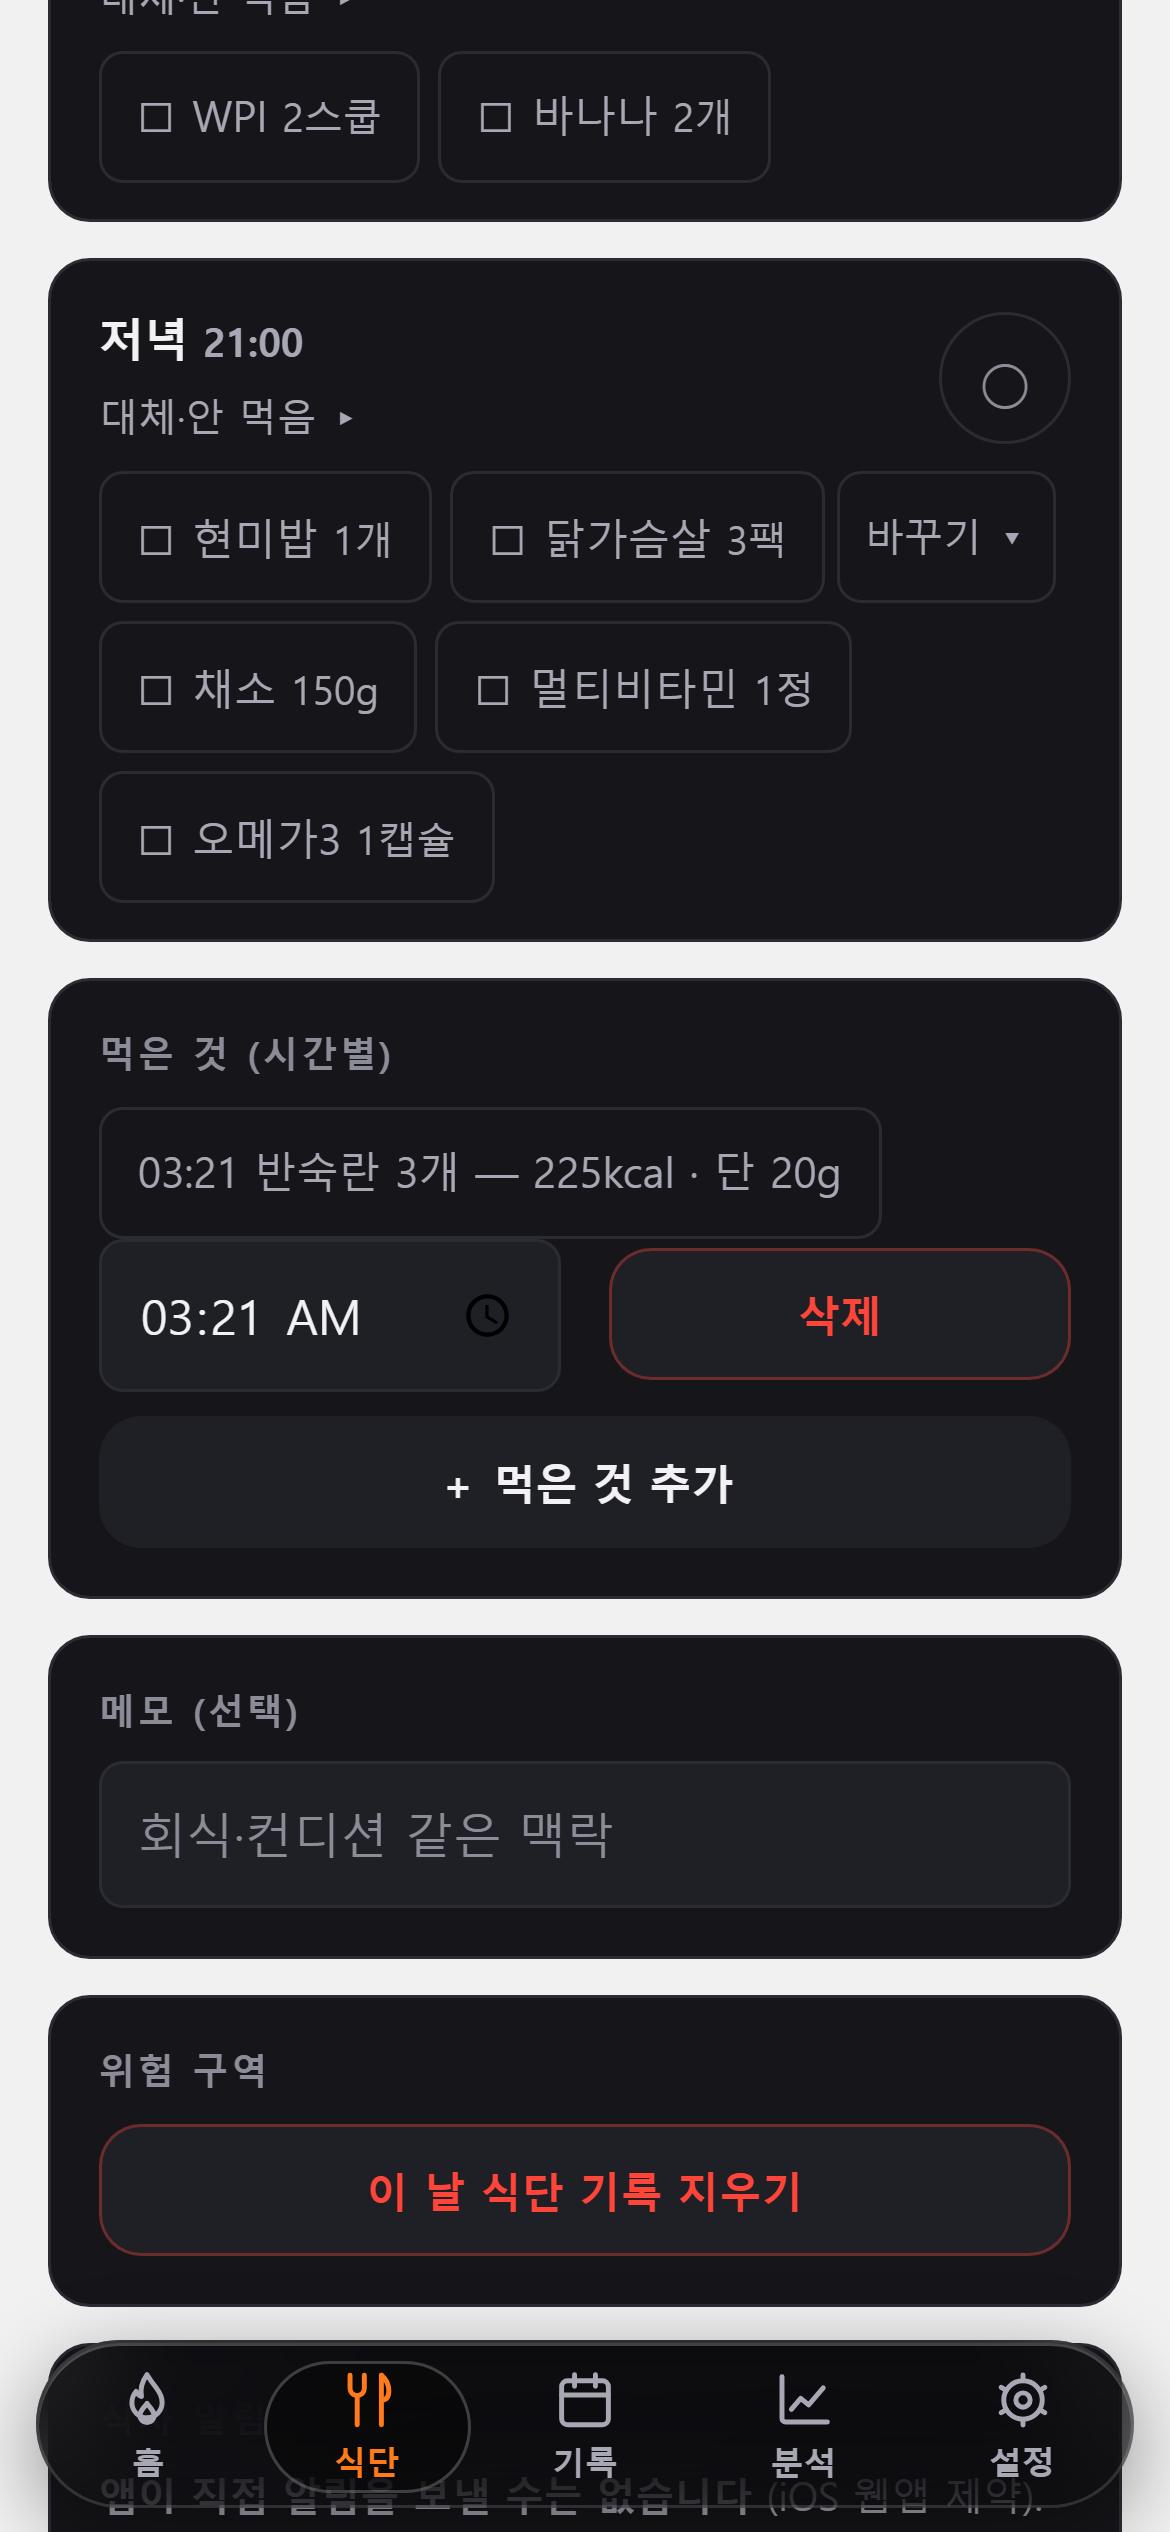 대체·안 먹음 ▸
☐ WPI 2스쿱 ☐ 바나나 2개
저녁 21:00
대체·안 먹음 ▸
☐ 현미밥 1개 ☐ 닭가슴살 3팩 바꾸기 ▾
☐ 채소 150g ☐ 멀티비타민 1정
☐ 오메가3 1캡슐
먹은 것 (시간별)
03:21 반숙란 3개 — 225kcal · 단 20g
03:21 AM 삭제
+ 먹은 것 추가
메모 (선택)
회식·컨디션 같은 맥락
위험 구역
이 날 식단 기록 지우기
홈 식단 기록 분석 설정
앱이 직접 알림을 보낼 수는 없습니다 (iOS 웹앱 제약).